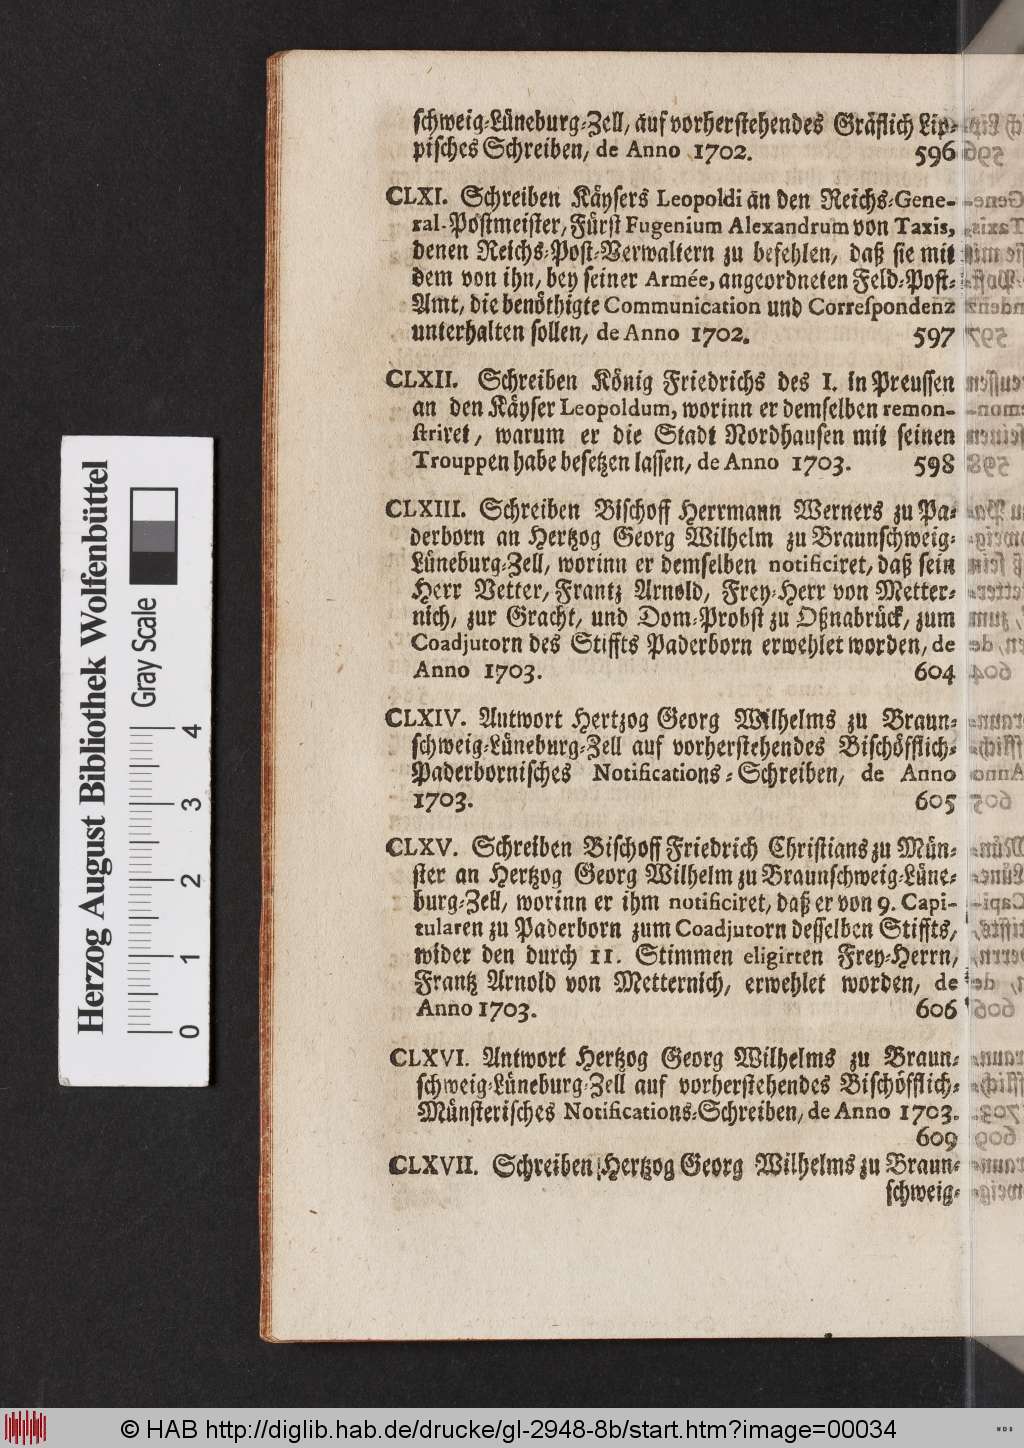 schweig-Lüneburg-Zell, auf vorherstehendes Gräflich Lip-
pisches Schreiben, de Anno 1702. 596
CLXI. Schreiben Käysers Leopoldi an den Reichs-Gene-
ral-Postmeister, Fürst Eugenium Alexandrum von Taxis,
denen Reichs-Post-Verwaltern zu befehlen, daß sie mit
dem von ihn, bey seiner Armée, angeordneten Feld-Post-
Amt, die benöthigte Communication und Correspondenz
unterhalten sollen, de Anno 1702. 597
CLXII. Schreiben König Friedrichs des I. in Preussen
an den Käyser Leopoldum, worinn er demselben remon-
striret, warum er die Stadt Nordhausen mit seinen
Trouppen habe besetzen lassen, de Anno 1703. 598
CLXIII. Schreiben Bischoff Herrmann Werners zu Pa-
derborn an Hertzog Georg Wilhelm zu Braunschweig-
Lüneburg-Zell, worinn er demselben notificiret, daß sein
Herr Vetter, Frantz Arnold, Frey-Herr von Metter-
nich, zur Gracht, und Dom-Probst zu Oßnabrück, zum
Coadjutorn des Stiffts Paderborn erwehlet worden, de
Anno 1703. 604
CLXIV. Antwort Hertzog Georg Wilhelms zu Braun-
schweig-Lüneburg-Zell auf vorherstehendes Bischöfflich-
Paderbornisches Notifications-Schreiben, de Anno
1703. 605
CLXV. Schreiben Bischoff Friedrich Christians zu Mün-
ster an Hertzog Georg Wilhelm zu Braunschweig-Lüne-
burg-Zell, worinn er ihm notificiret, daß er von 9. Capi-
tularen zu Paderborn zum Coadjutorn desselben Stiffts,
wider den durch 11. Stimmen eligirten Frey-Herrn,
Frantz Arnold von Metternich, erwehlet worden, de
Anno 1703. 606
CLXVI. Antwort Hertzog Georg Wilhelms zu Braun-
schweig-Lüneburg-Zell auf vorherstehendes Bischöfflich-
Münsterisches Notifications-Schreiben, de Anno 1703.
609
CLXVII. Schreiben Hertzog Georg Wilhelms zu Braun-
schweig-
Herzog August Bibliothek Wolfenbüttel
Gray Scale
0 1 2 3 4
© HAB http://diglib.hab.de/drucke/gl-2948-8b/start.htm?image=00034